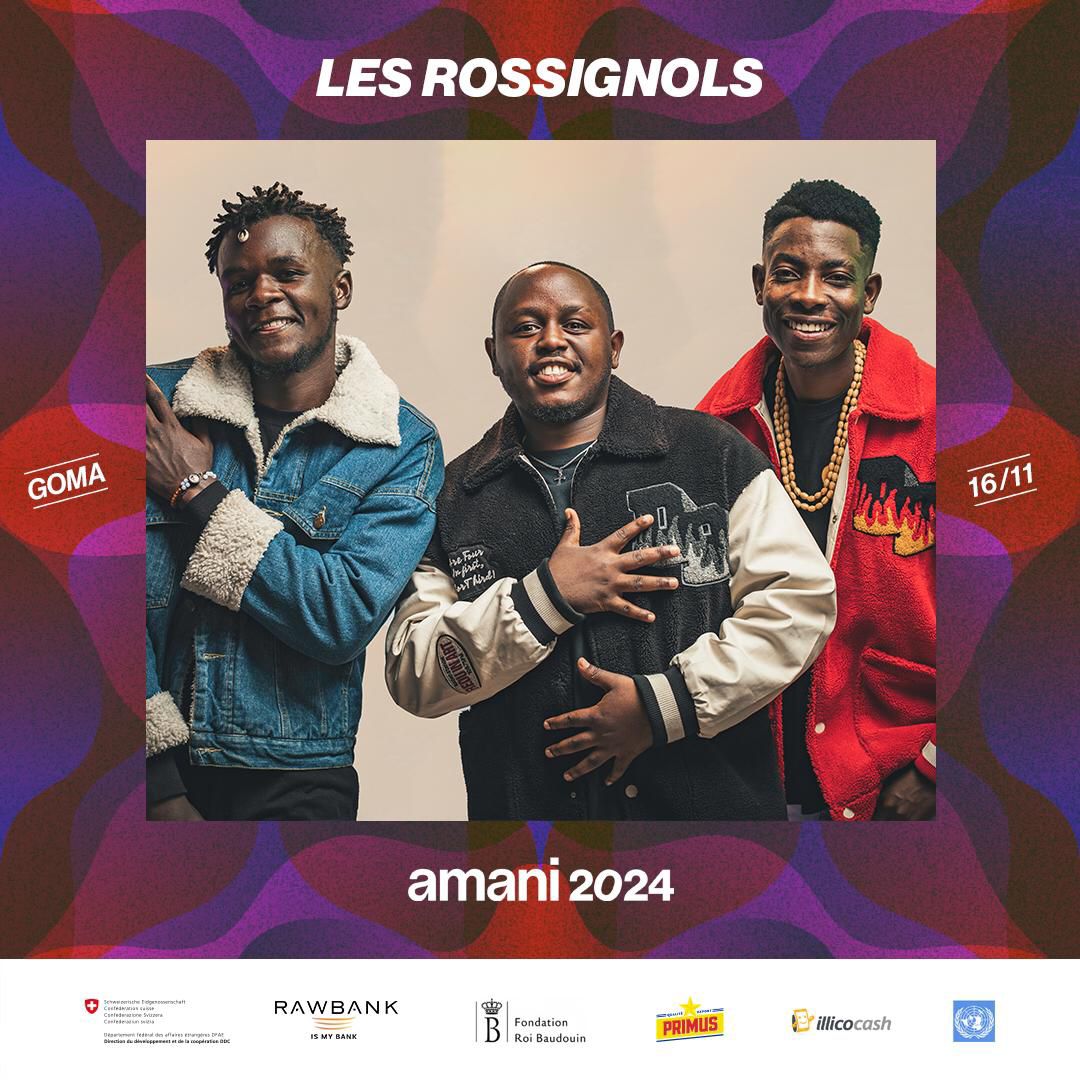 LES ROSSIGNOLS
GOMA
16/11
amani 2024
Schweizerische Eidgenossenschaft
Confédération suisse
Confederazione Svizzera
Confederaziun svizra
Département fédéral des affaires étrangères DFAE
Direction du développement et de la coopération DDC
RAWBANK
IS MY BANK
B
Fondation
Roi Baudouin
QUALITÉ EXPORT
PRIMUS
illicocash